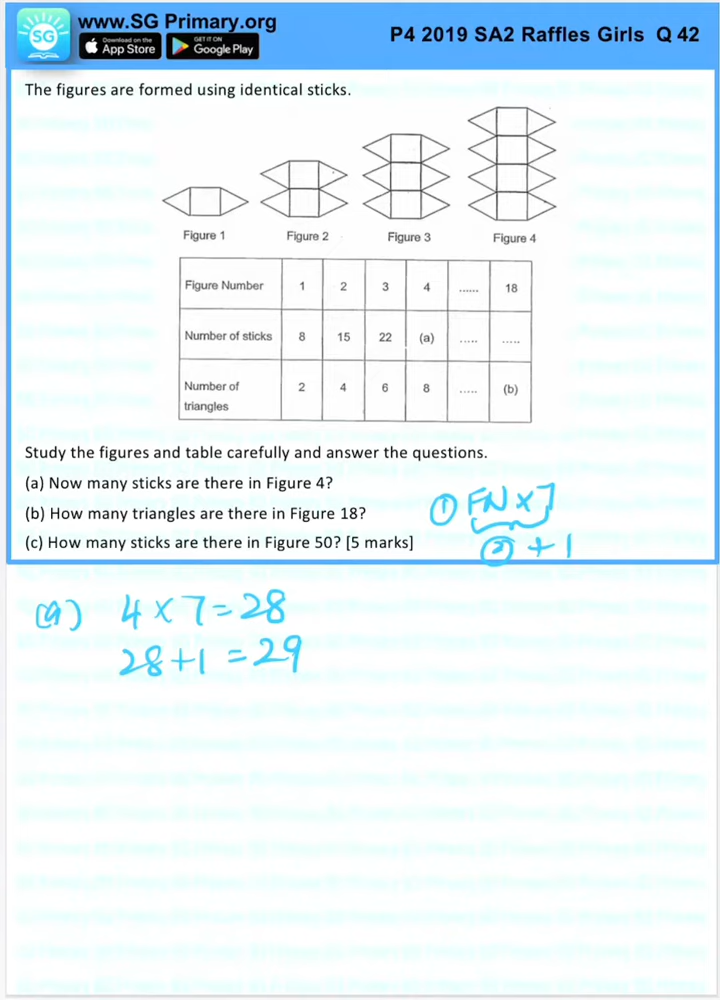 www.SG Primary.org
SG
Download on the
App Store
GET IT ON
Google Play
P4 2019 SA2 Raffles Girls Q 42
The figures are formed using identical sticks.
Figure 1 Figure 2 Figure 3 Figure 4
Figure Number 1 2 3 4 ...... 18
Number of sticks 8 15 22 (a) ..... .....
Number of triangles 2 4 6 8 ..... (b)
Study the figures and table carefully and answer the questions.
(a) Now many sticks are there in Figure 4?
(b) How many triangles are there in Figure 18?
(c) How many sticks are there in Figure 50? [5 marks]
① FN × 7
② + 1
(a) 4 × 7 = 28
28 + 1 = 29